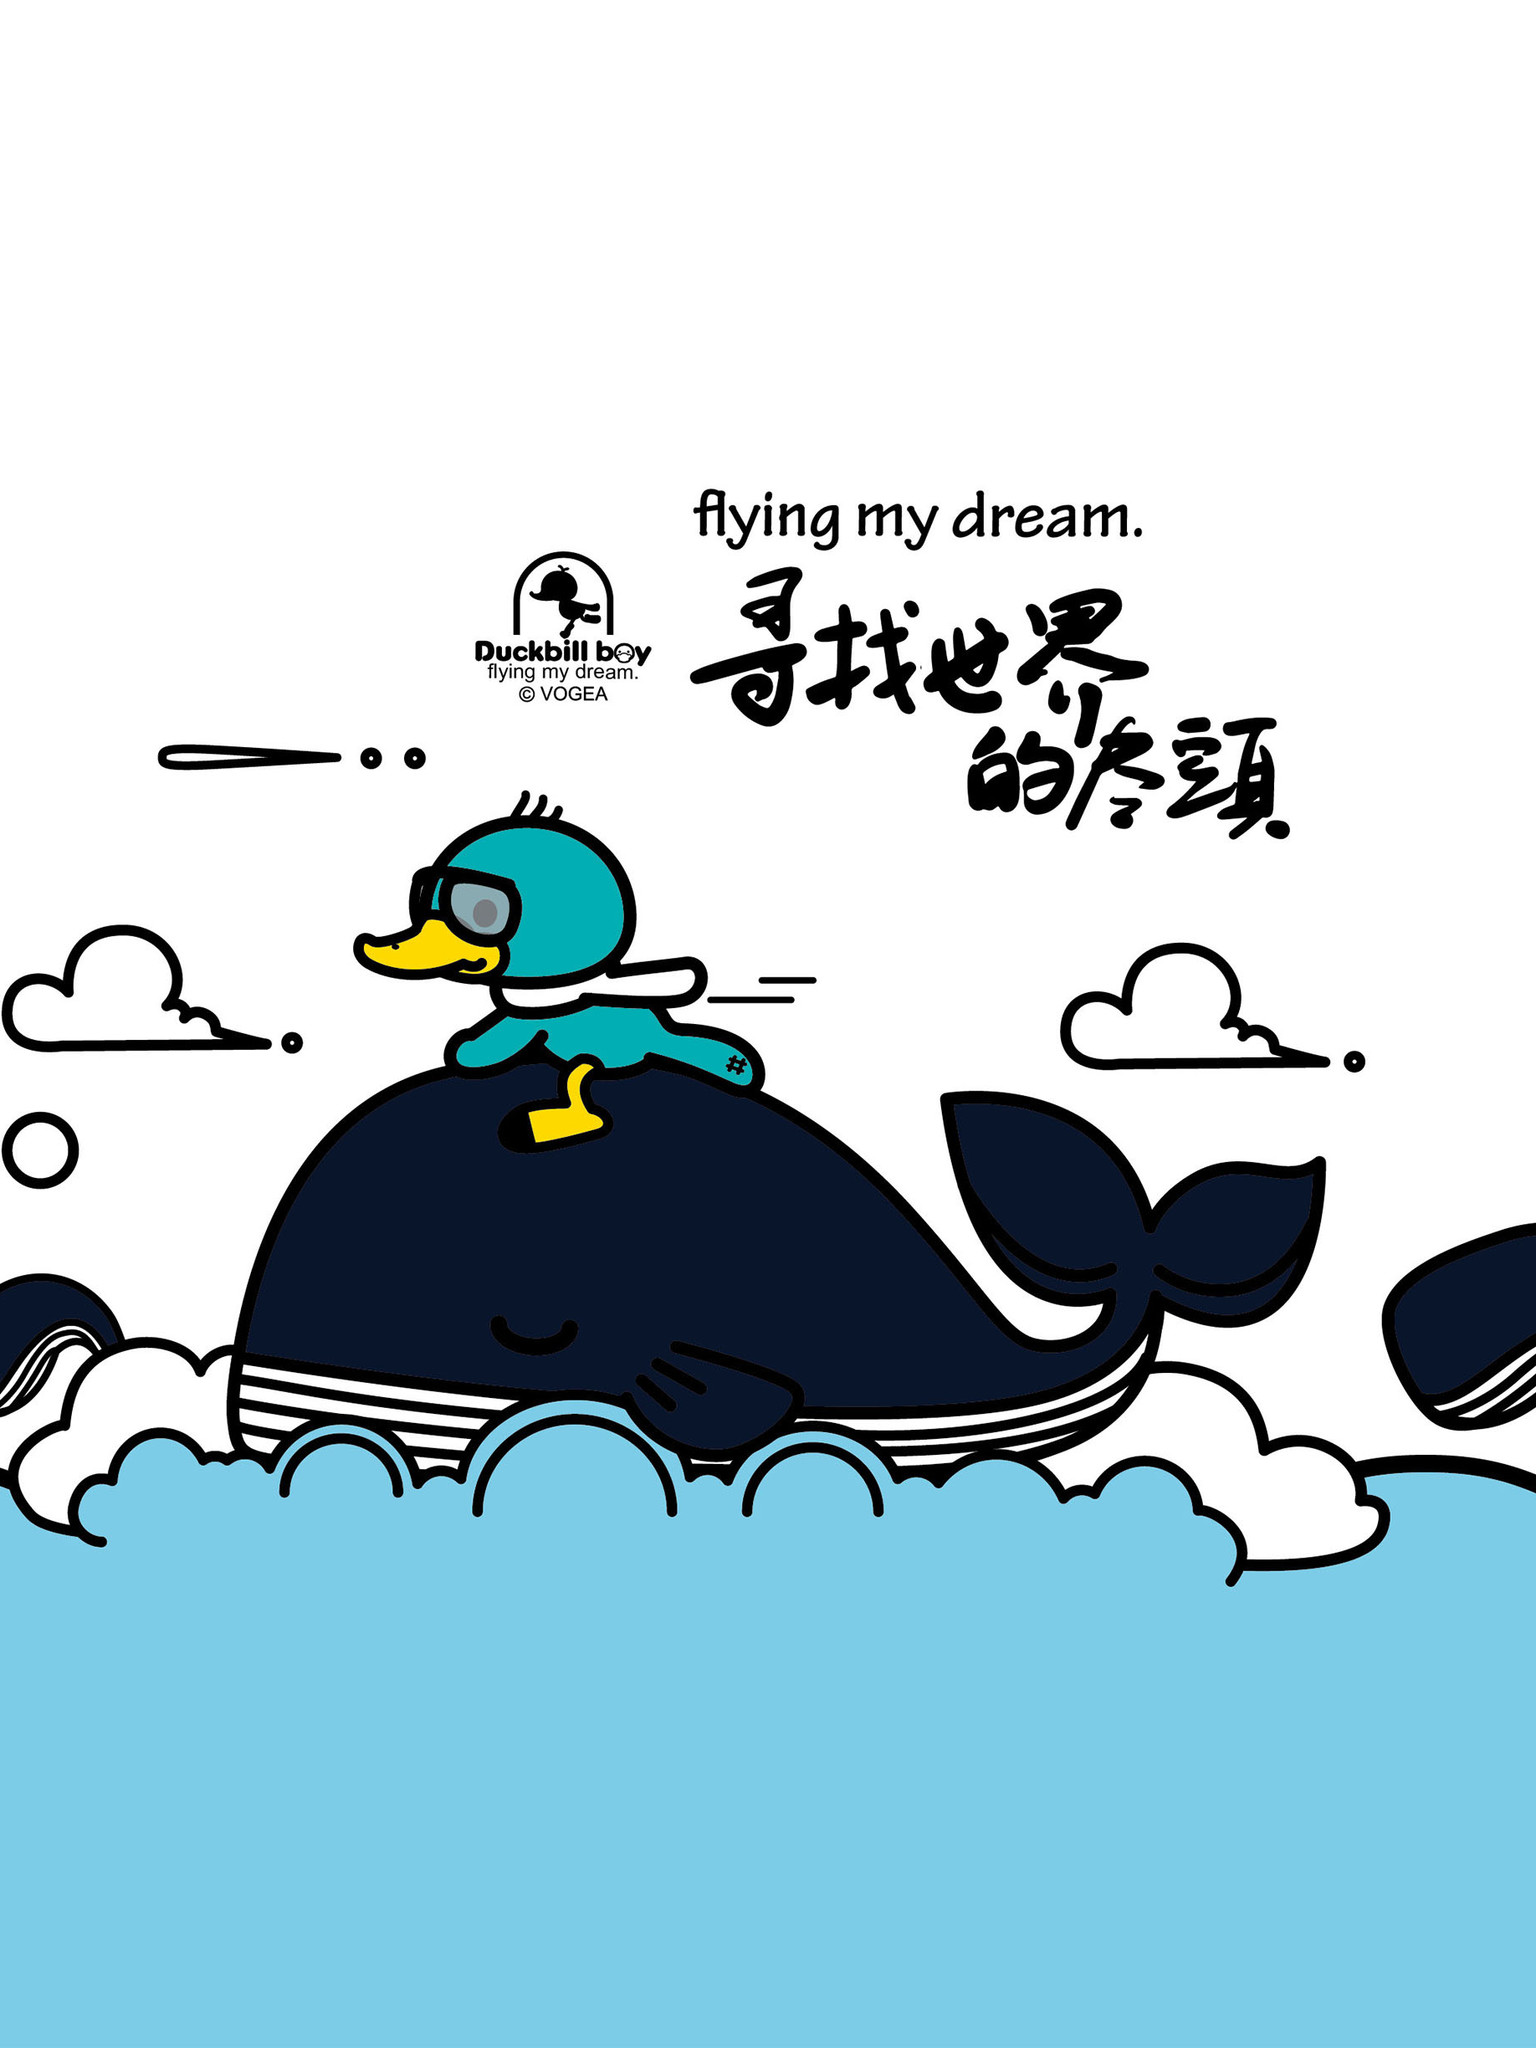 flying my dream.
寻找世界
的尽頭
Duckbill boy
flying my dream.
© VOGEA
#